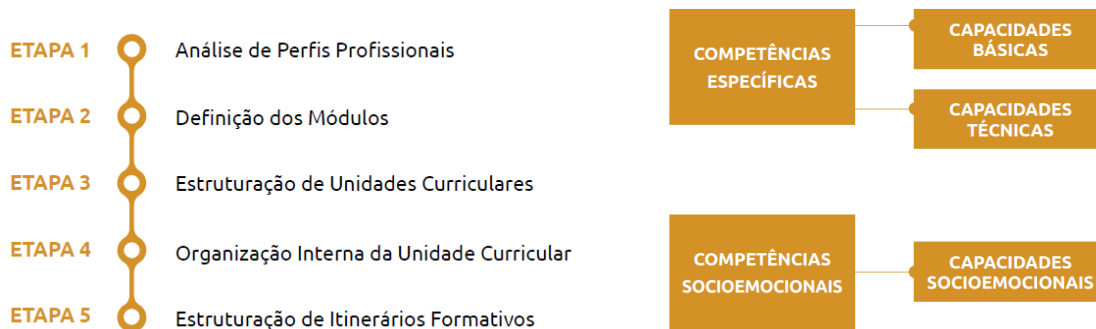 ETAPA 1 Análise de Perfis Profissionais
ETAPA 2 Definição dos Módulos
ETAPA 3 Estruturação de Unidades Curriculares
ETAPA 4 Organização Interna da Unidade Curricular
ETAPA 5 Estruturação de Itinerários Formativos
COMPETÊNCIAS
ESPECÍFICAS
CAPACIDADES
BÁSICAS
CAPACIDADES
TÉCNICAS
COMPETÊNCIAS
SOCIOEMOCIONAIS
CAPACIDADES
SOCIOEMOCIONAIS